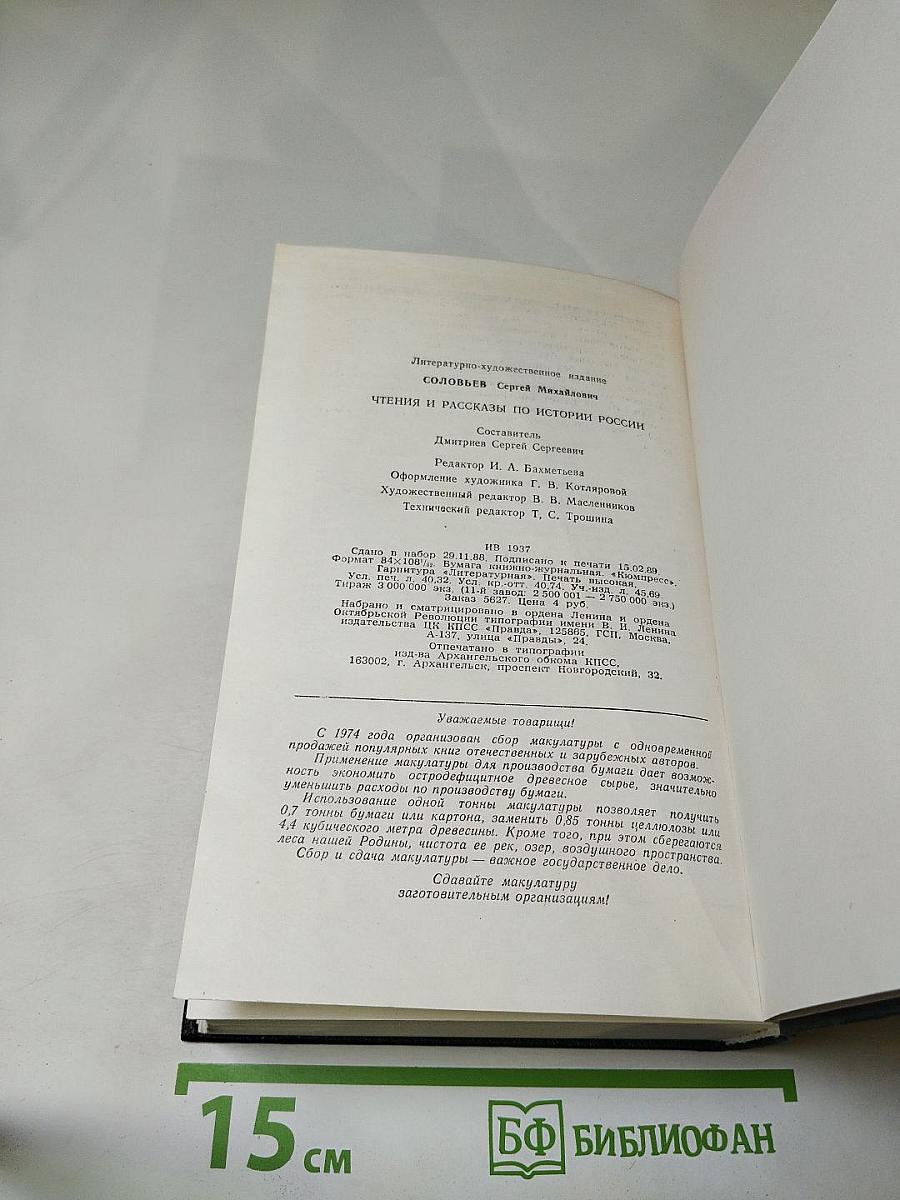 Литературно-художественное издание
СОЛОВЬЕВ Сергей Михайлович
ЧТЕНИЯ И РАССКАЗЫ ПО ИСТОРИИ РОССИИ
Составитель
Дмитриев Сергей Сергеевич
Редактор И. А. Бахметьева
Оформление художника Г. В. Котляровой
Художественный редактор В. В. Масленников
Технический редактор Т. С. Трошина
ИВ 1937
Сдано в набор 29.11.88. Подписано к печати 15.02.89.
Формат 84×108¹/₃₂. Бумага книжно-журнальная. «Кюмпресс».
Гарнитура «Литературная». Печать высокая.
Усл. печ. л. 40,32. Усл. кр.-отт. 40,74. Уч.-изд. л. 45,69.
Тираж 3 000 000 экз. (11-й завод: 2 500 001 — 2 750 000 экз.)
Заказ 5627. Цена 4 руб.
Набрано и сматрицировано в ордена Ленина и ордена
Октябрьской Революции типографии имени В. И. Ленина
издательства ЦК КПСС «Правда». 125865, ГСП, Москва,
А-137, улица «Правды», 24.
Отпечатано в типографии
изд-ва Архангельского обкома КПСС,
163002, г. Архангельск, проспект Новгородский, 32.
Уважаемые товарищи!
С 1974 года организован сбор макулатуры с одновременной
продажей популярных книг отечественных и зарубежных авторов.
Применение макулатуры для производства бумаги дает возмож-
ность экономить остродефицитное древесное сырье, значительно
уменьшить расходы по производству бумаги.
Использование одной тонны макулатуры позволяет получить
0,7 тонны бумаги или картона, заменить 0,85 тонны целлюлозы или
4,4 кубического метра древесины. Кроме того, при этом сберегаются
леса нашей Родины, чистота ее рек, озер, воздушного пространства.
Сбор и сдача макулатуры — важное государственное дело.
Сдавайте макулатуру
заготовительным организациям!
15 см
БФ БИБЛИОФАН